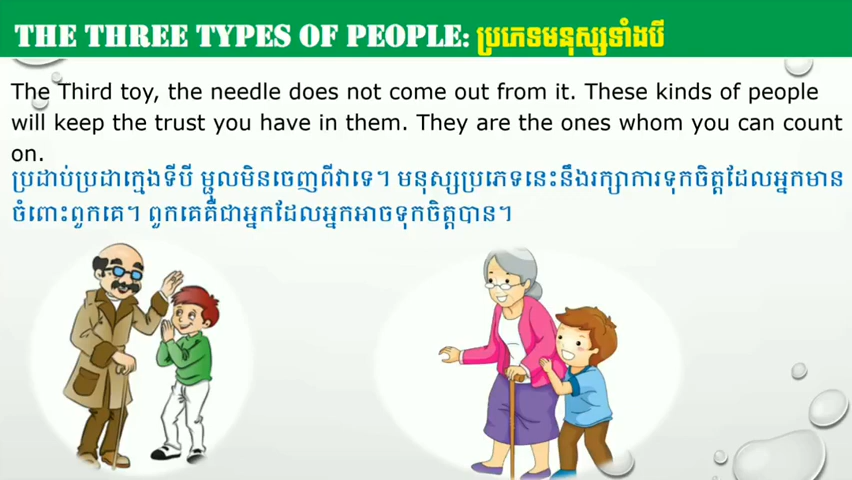 THE THREE TYPES OF PEOPLE: ប្រភេទមនុស្សទាំងបី
The Third toy, the needle does not come out from it. These kinds of people
will keep the trust you have in them. They are the ones whom you can count
on.
ប្រដាប់ប្រដាក្មេងទីបី ម្ជុលមិនចេញពីវាទេ។ មនុស្សប្រភេទនេះនឹងរក្សាការទុកចិត្តដែលអ្នកមាន
ចំពោះពួកគេ។ ពួកគេគឺជាអ្នកដែលអ្នកអាចទុកចិត្តបាន។